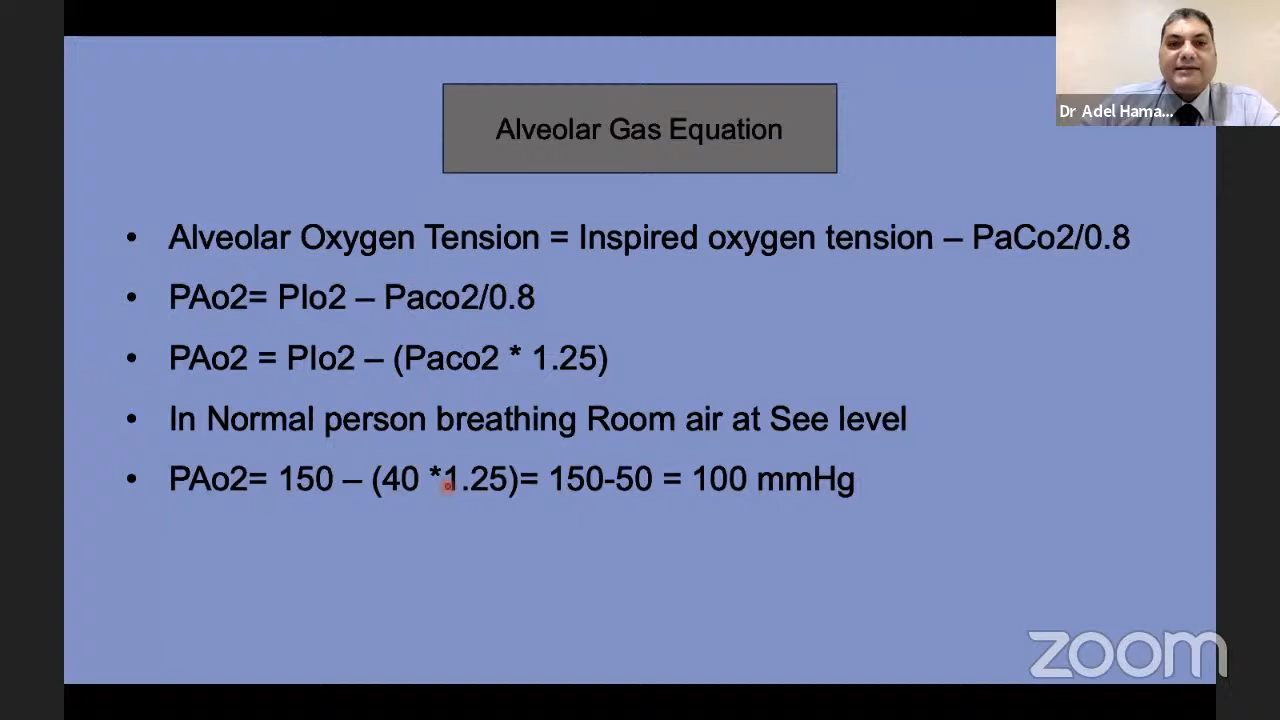 Dr Adel Hama...
Alveolar Gas Equation
• Alveolar Oxygen Tension = Inspired oxygen tension – PaCo2/0.8
• PAo2= PIo2 – Paco2/0.8
• PAo2 = PIo2 – (Paco2 * 1.25)
• In Normal person breathing Room air at See level
• PAo2= 150 – (40 *1.25)= 150-50 = 100 mmHg
zoom